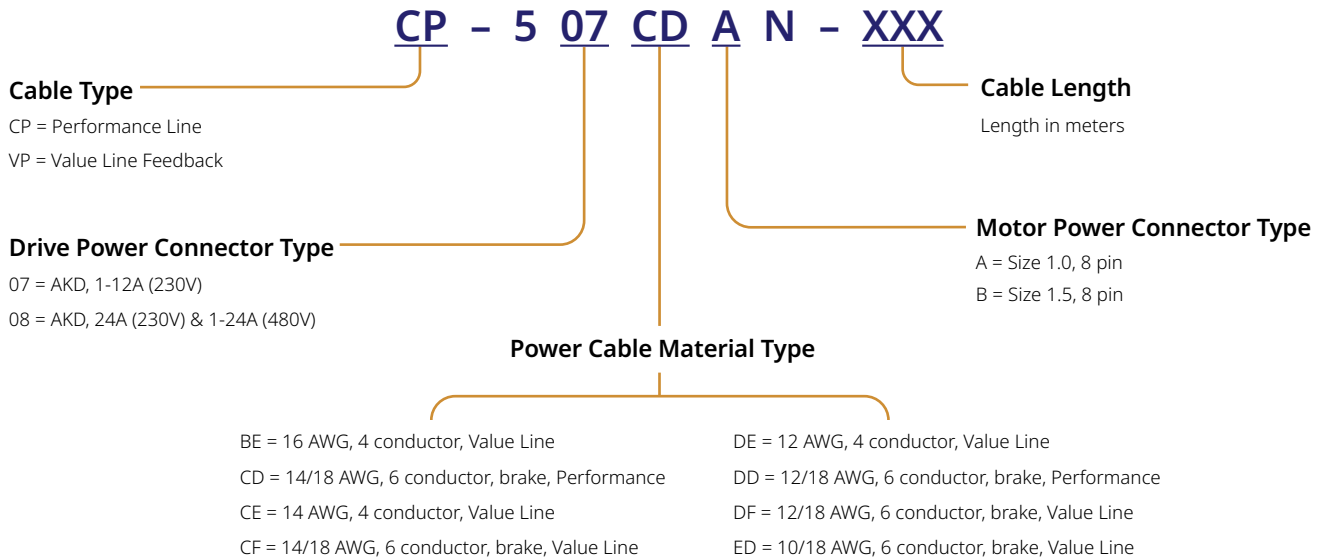 CP – 5 07 CD A N – XXX
Cable Type
CP = Performance Line
VP = Value Line Feedback
Cable Length
Length in meters
Drive Power Connector Type
07 = AKD, 1-12A (230V)
08 = AKD, 24A (230V) & 1-24A (480V)
Motor Power Connector Type
A = Size 1.0, 8 pin
B = Size 1.5, 8 pin
Power Cable Material Type
BE = 16 AWG, 4 conductor, Value Line
CD = 14/18 AWG, 6 conductor, brake, Performance
CE = 14 AWG, 4 conductor, Value Line
CF = 14/18 AWG, 6 conductor, brake, Value Line
DE = 12 AWG, 4 conductor, Value Line
DD = 12/18 AWG, 6 conductor, brake, Performance
DF = 12/18 AWG, 6 conductor, brake, Value Line
ED = 10/18 AWG, 6 conductor, brake, Value Line